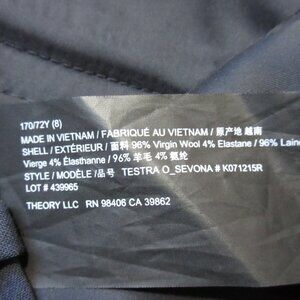 170/72Y (8)
MADE IN VIETNAM / FABRIQUÉ AU VIETNAM / 原产地 越南
SHELL / EXTÉRIEUR / 面料 96% Virgin Wool 4% Elastane / 96% Laine
Vierge 4% Élasthanne / 96% 羊毛 4% 氨纶
STYLE / MODÈLE /品号 TESTRA O_SEVONA # K071215R
LOT # 439965
THEORY LLC RN 98406 CA 39862